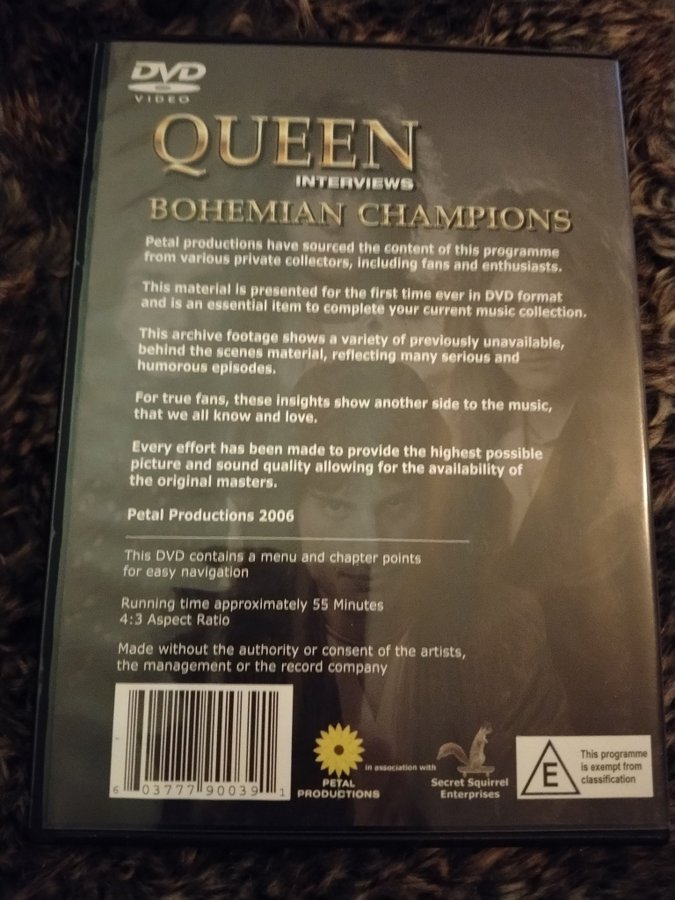 DVD
VIDEO
QUEEN
INTERVIEWS
BOHEMIAN CHAMPIONS
Petal productions have sourced the content of this programme
from various private collectors, including fans and enthusiasts.
This material is presented for the first time ever in DVD format
and is an essential item to complete your current music collection.
This archive footage shows a variety of previously unavailable,
behind the scenes material, reflecting many serious and
humorous episodes.
For true fans, these insights show another side to the music,
that we all know and love.
Every effort has been made to provide the highest possible
picture and sound quality allowing for the availability of
the original masters.
Petal Productions 2006
This DVD contains a menu and chapter points
for easy navigation
Running time approximately 55 Minutes
4:3 Aspect Ratio
Made without the authority or consent of the artists,
the management or the record company
6 03777 90039 1
PETAL
PRODUCTIONS
in association with
Secret Squirrel
Enterprises
E
This programme
is exempt from
classification